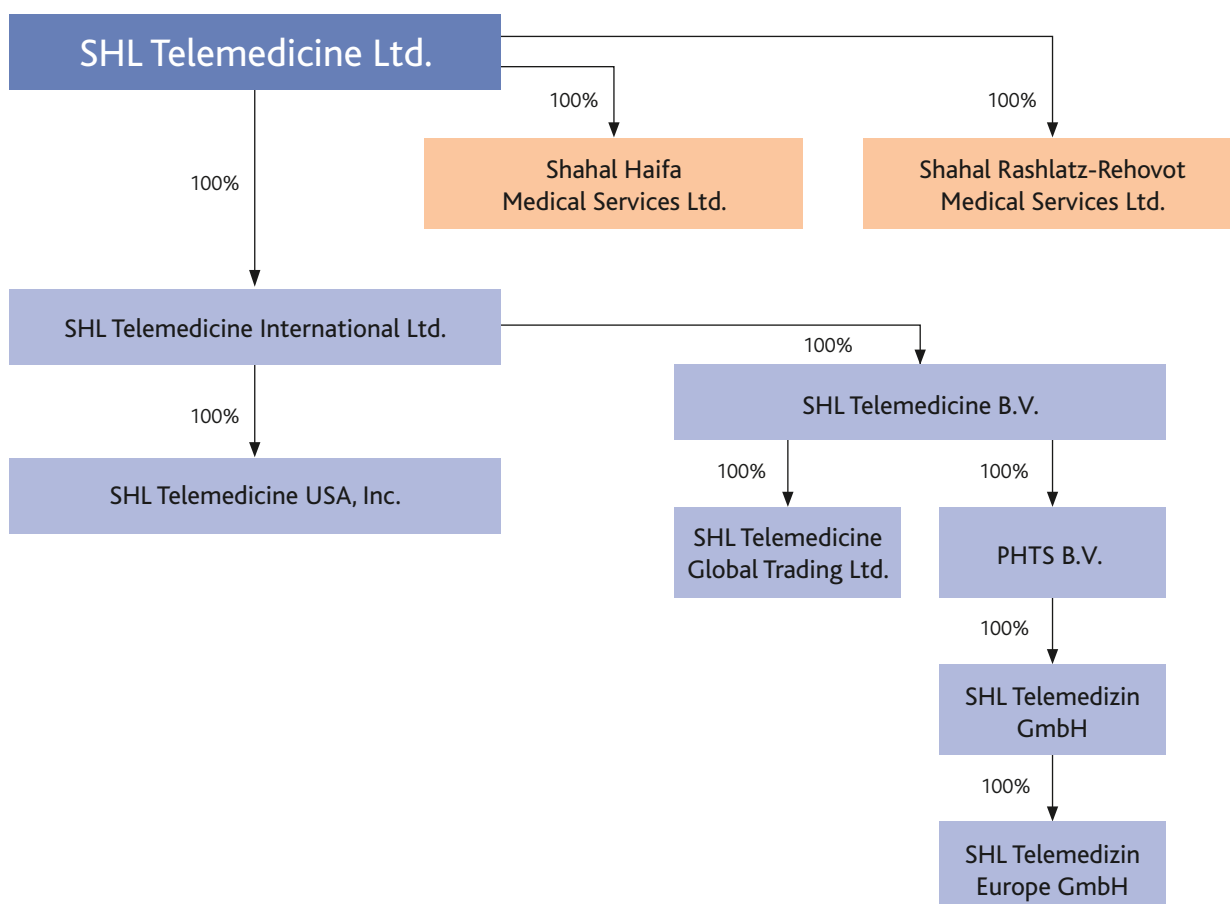 SHL Telemedicine Ltd.
100%
100%
100%
Shahal Haifa
Medical Services Ltd.
Shahal Rashlatz-Rehovot
Medical Services Ltd.
SHL Telemedicine International Ltd.
100%
100%
SHL Telemedicine B.V.
SHL Telemedicine USA, Inc.
100%
100%
SHL Telemedicine
Global Trading Ltd.
PHTS B.V.
100%
SHL Telemedizin
GmbH
100%
SHL Telemedizin
Europe GmbH